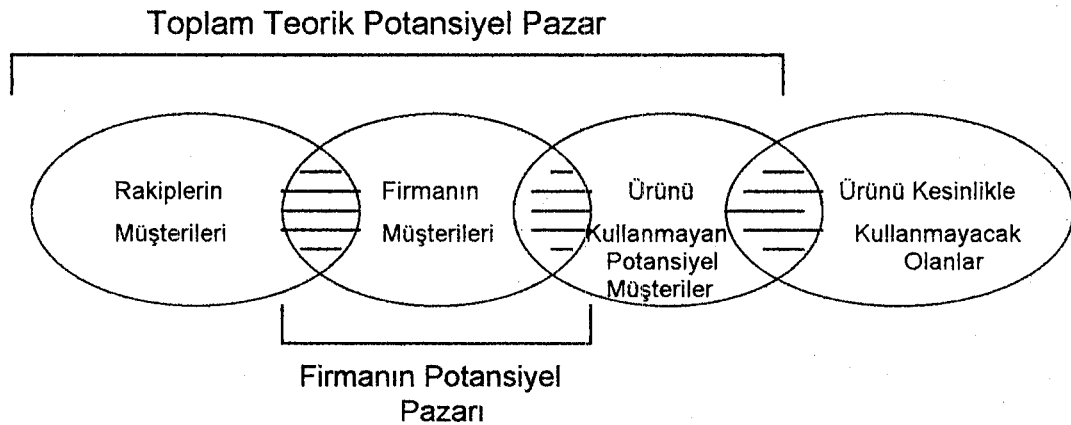 Toplam Teorik Potansiyel Pazar
Rakiplerin
Müşterileri
Firmanın
Müşterileri
Ürünü
Kullanmayan
Potansiyel
Müşteriler
Ürünü Kesinlikle
Kullanmayacak
Olanlar
Firmanın Potansiyel
Pazarı